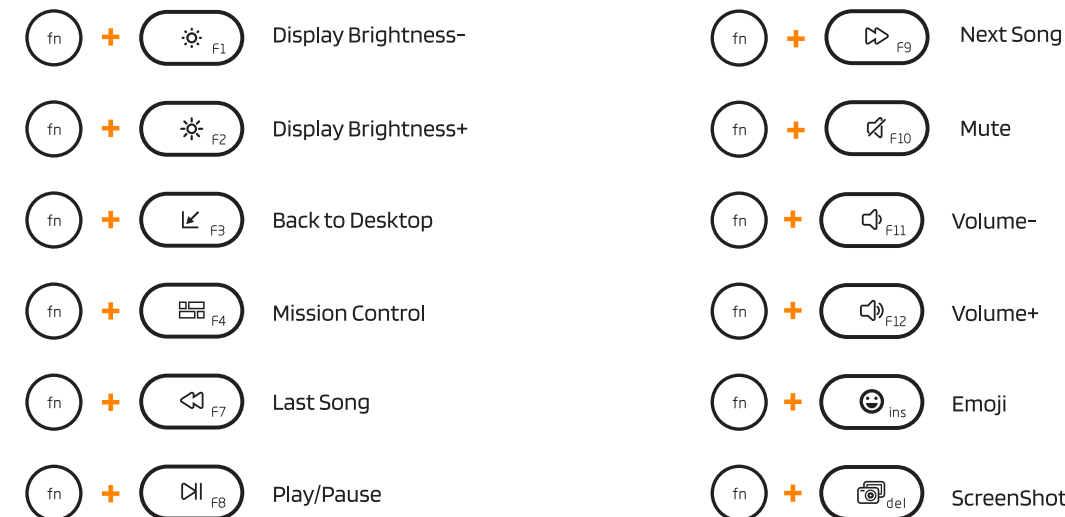 fn + F1 Display Brightness-
fn + F2 Display Brightness+
fn + F3 Back to Desktop
fn + F4 Mission Control
fn + F7 Last Song
fn + F8 Play/Pause
fn + F9 Next Song
fn + F10 Mute
fn + F11 Volume-
fn + F12 Volume+
fn + ins Emoji
fn + del ScreenShot